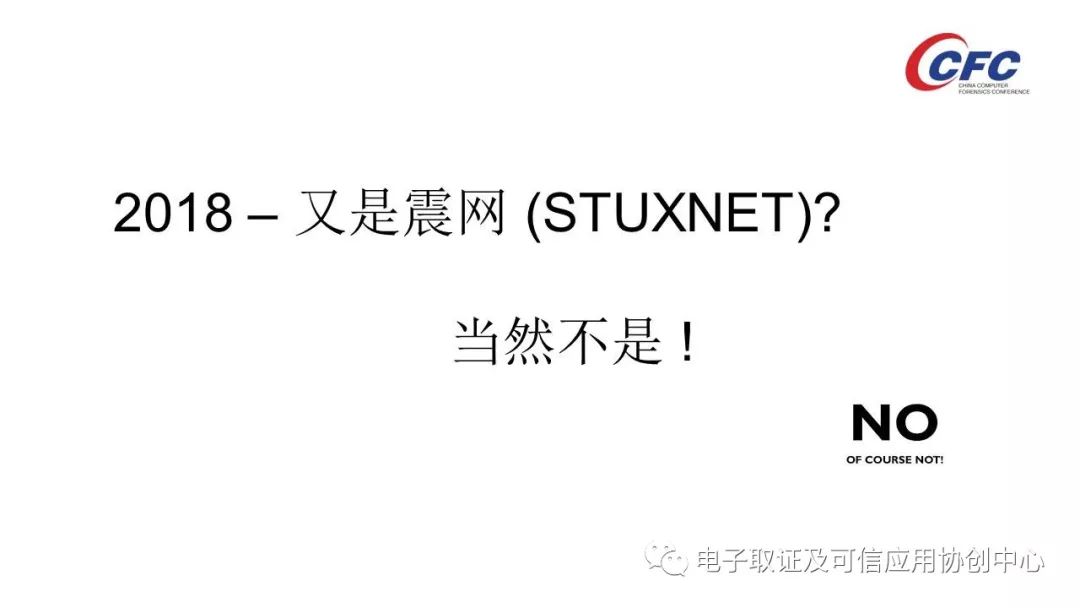 CFC
CHINA COMPUTER
FORENSICS CONFERENCE
2018 – 又是震网 (STUXNET)?
当然不是 !
NO
OF COURSE NOT!
电子取证及可信应用协创中心